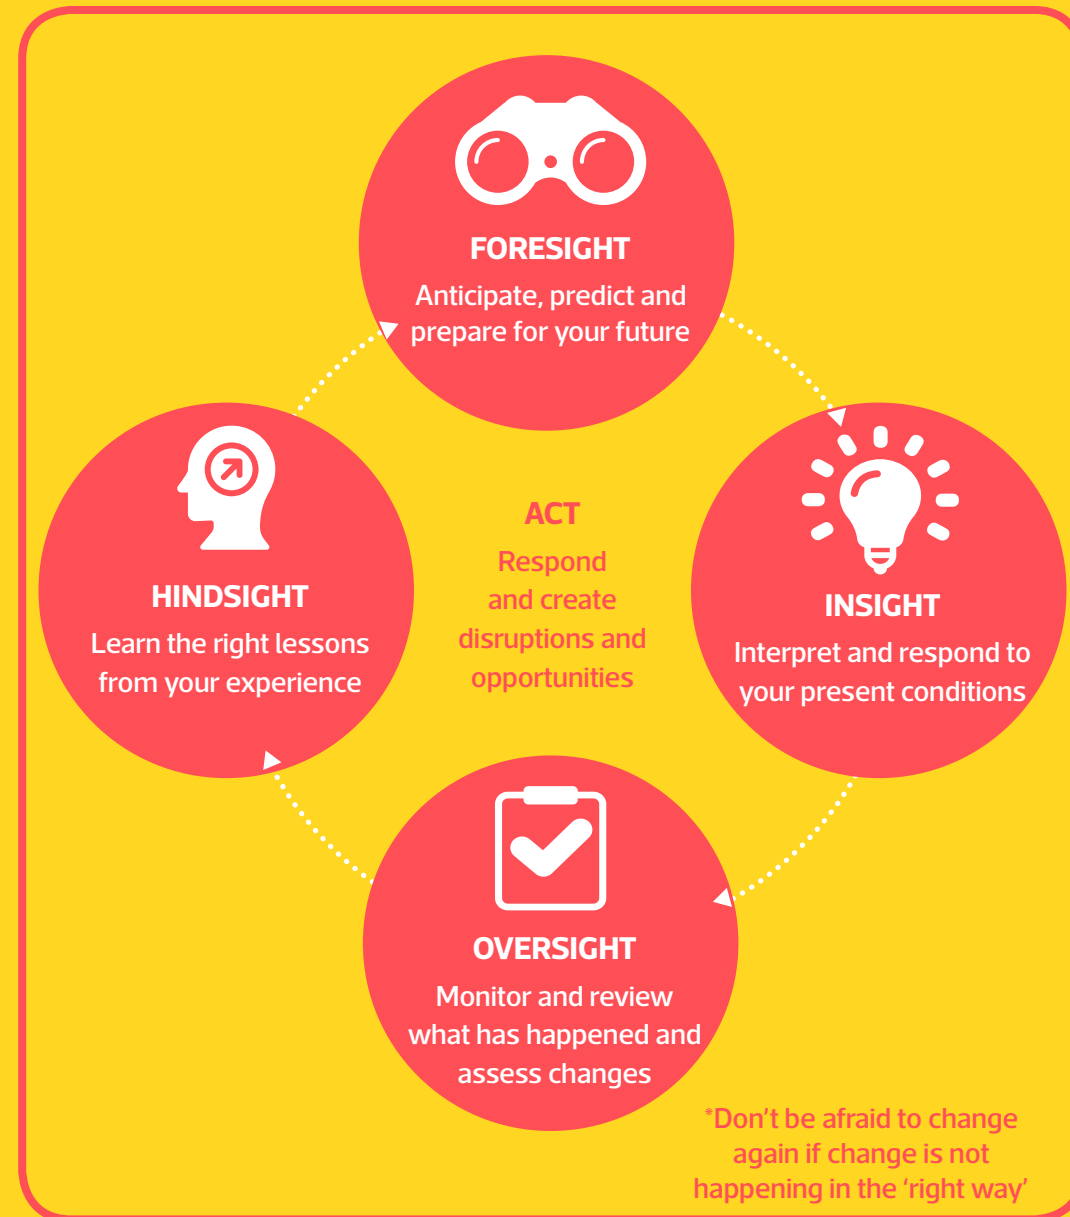 FORESIGHT
Anticipate, predict and
prepare for your future
HINDSIGHT
Learn the right lessons
from your experience
ACT
Respond
and create
disruptions and
opportunities
INSIGHT
Interpret and respond to
your present conditions
OVERSIGHT
Monitor and review
what has happened and
assess changes
*Don’t be afraid to change
again if change is not
happening in the ‘right way’